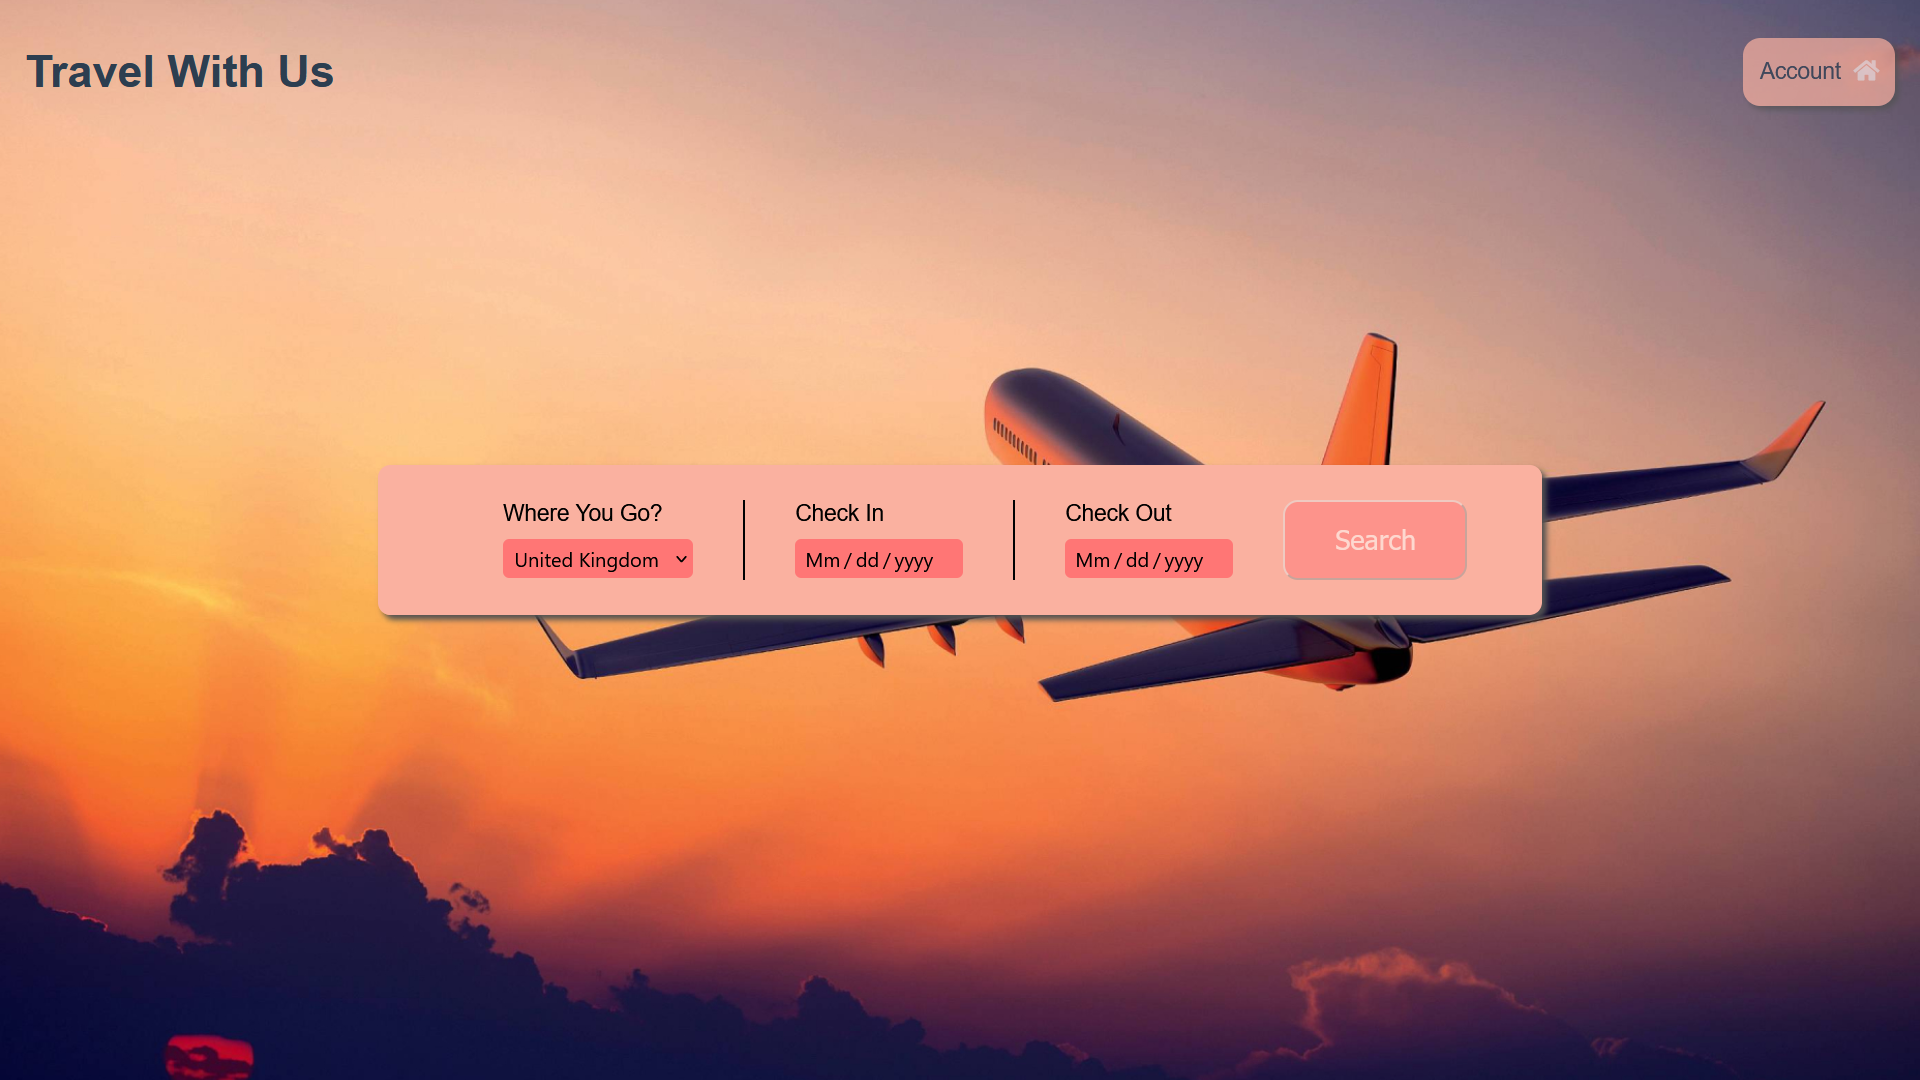 Travel With Us
Account
Where You Go?
Check In
Check Out
Search
United Kingdom
Mm / dd / yyyy
Mm / dd / yyyy